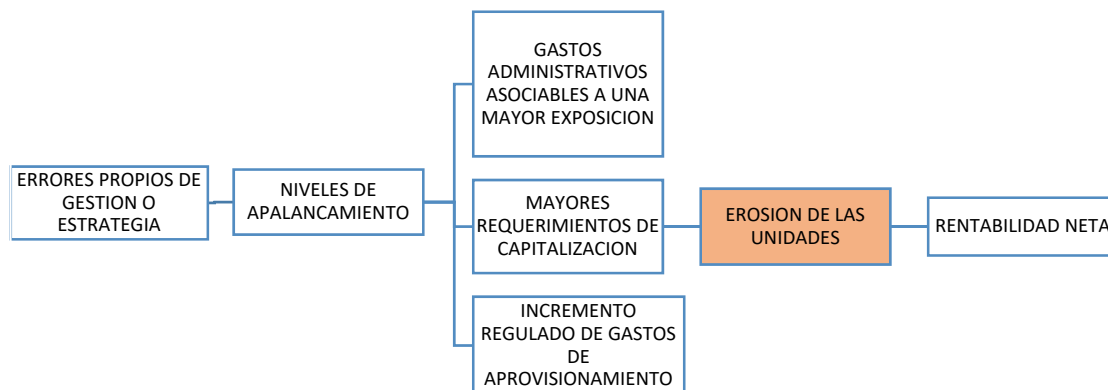 ERRORES PROPIOS DE
GESTION O
ESTRATEGIA
NIVELES DE
APALANCAMIENTO
GASTOS
ADMINISTRATIVOS
ASOCIABLES A UNA
MAYOR EXPOSICION
MAYORES
REQUERIMIENTOS DE
CAPITALIZACION
INCREMENTO
REGULADO DE GASTOS
DE
APROVISIONAMIENTO
EROSION DE LAS
UNIDADES
RENTABILIDAD NETA